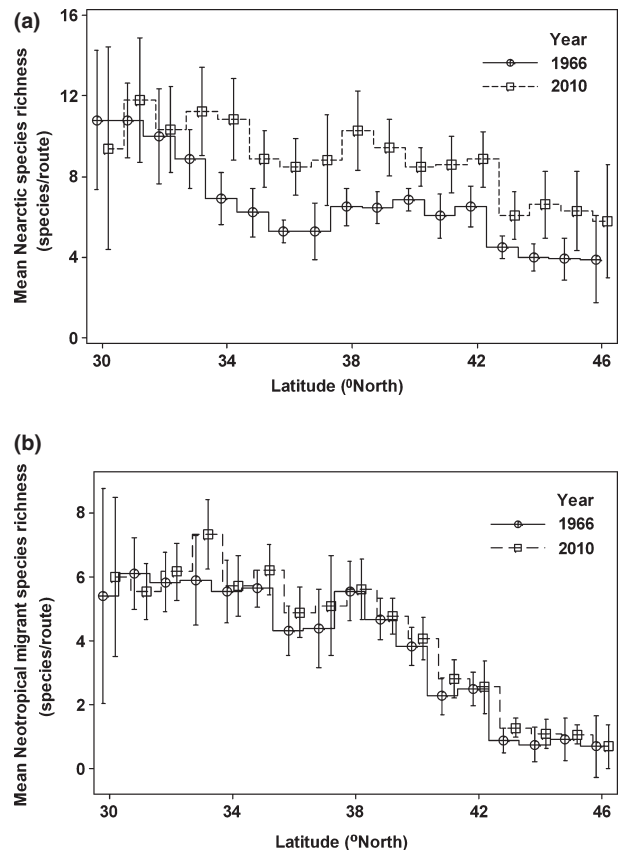 (a)
16
12
8
4
0
Mean Nearctic species richness
(species/route)
Year
1966
2010
30
34
38
42
46
Latitude (⁰North)
(b)
8
6
4
2
0
Mean Neotropical migrant species richness
(species/route)
Year
1966
2010
30
34
38
42
46
Latitude (ºNorth)